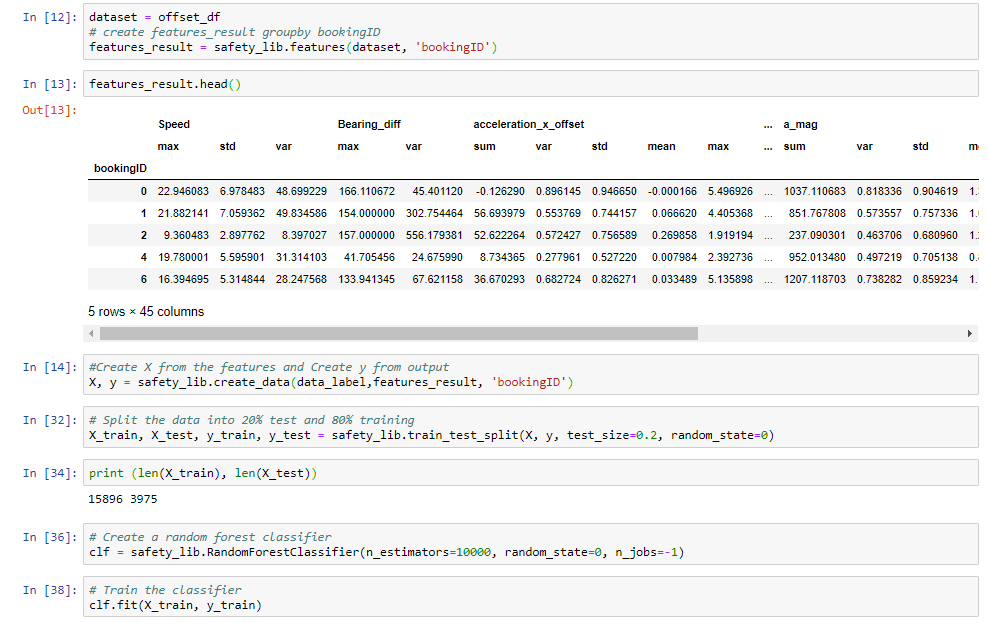 In [12]: dataset = offset_df
# create features_result groupby bookingID
features_result = safety_lib.features(dataset, 'bookingID')
In [13]: features_result.head()
Out[13]:
Speed Bearing_diff acceleration_x_offset ... a_mag
max std var max var sum var std mean max ... sum var std
bookingID
0 22.946083 6.978483 48.699229 166.110672 45.401120 -0.126290 0.896145 0.946650 -0.000166 5.496926 ... 1037.110683 0.818336 0.904619 1.
1 21.882141 7.059362 49.834586 154.000000 302.754464 56.693979 0.553769 0.744157 0.066620 4.405368 ... 851.767808 0.573557 0.757336 1.
2 9.360483 2.897762 8.397027 157.000000 556.179381 52.622264 0.572427 0.756589 0.269858 1.919194 ... 237.090301 0.463706 0.680960 1.
4 19.780001 5.595901 31.314103 41.705456 24.675990 8.734365 0.277961 0.527220 0.007984 2.392736 ... 952.013480 0.497219 0.705138 0.
6 16.394695 5.314844 28.247568 133.941345 67.621158 36.670293 0.682724 0.826271 0.033489 5.135898 ... 1207.118703 0.738282 0.859234 1.
5 rows × 45 columns
In [14]: #Create X from the features and Create y from output
X, y = safety_lib.create_data(data_label,features_result, 'bookingID')
In [32]: # Split the data into 20% test and 80% training
X_train, X_test, y_train, y_test = safety_lib.train_test_split(X, y, test_size=0.2, random_state=0)
In [34]: print (len(X_train), len(X_test))
15896 3975
In [36]: # Create a random forest classifier
clf = safety_lib.RandomForestClassifier(n_estimators=10000, random_state=0, n_jobs=-1)
In [38]: # Train the classifier
clf.fit(X_train, y_train)